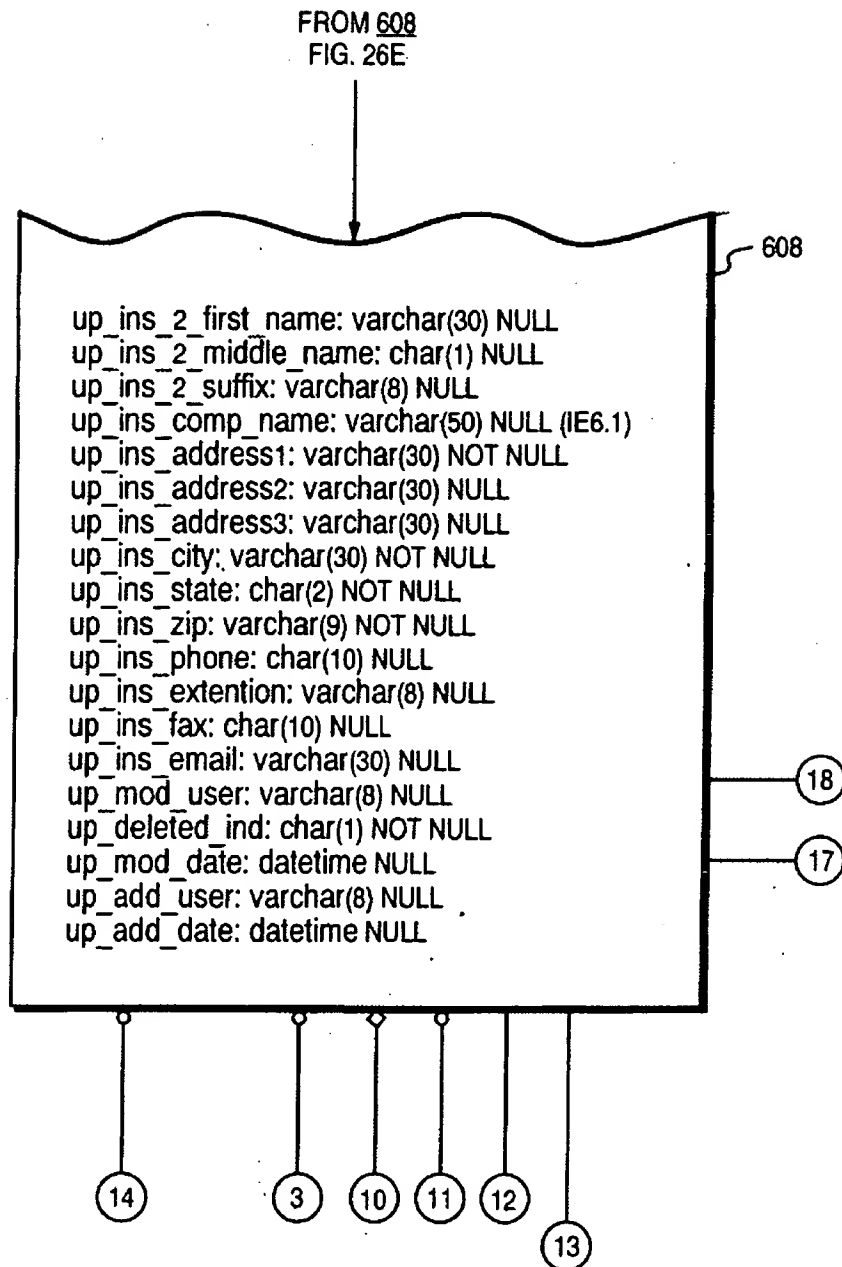 FROM 608
FIG. 26E
608
up_ins_2_first_name: varchar(30) NULL
up_ins_2_middle_name: char(1) NULL
up_ins_2_suffix: varchar(8) NULL
up_ins_comp_name: varchar(50) NULL (IE6.1)
up_ins_address1: varchar(30) NOT NULL
up_ins_address2: varchar(30) NULL
up_ins_address3: varchar(30) NULL
up_ins_city: varchar(30) NOT NULL
up_ins_state: char(2) NOT NULL
up_ins_zip: varchar(9) NOT NULL
up_ins_phone: char(10) NULL
up_ins_extention: varchar(8) NULL
up_ins_fax: char(10) NULL
up_ins_email: varchar(30) NULL
up_mod_user: varchar(8) NULL
up_deleted_ind: char(1) NOT NULL
up_mod_date: datetime NULL
up_add_user: varchar(8) NULL
up_add_date: datetime NULL
18
17
14 3 10 11 12
13